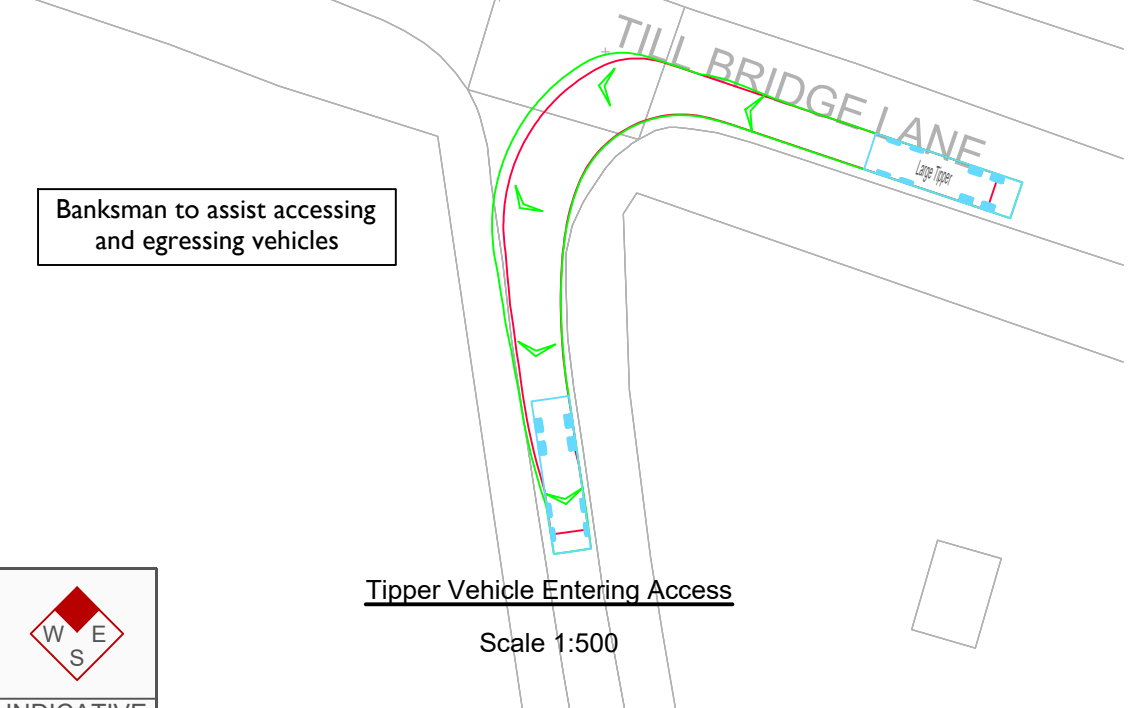 TILL BRIDGE LANE
Large Tipper
Banksman to assist accessing
and egressing vehicles
Tipper Vehicle Entering Access
Scale 1:500
W E
S
INDICATIVE